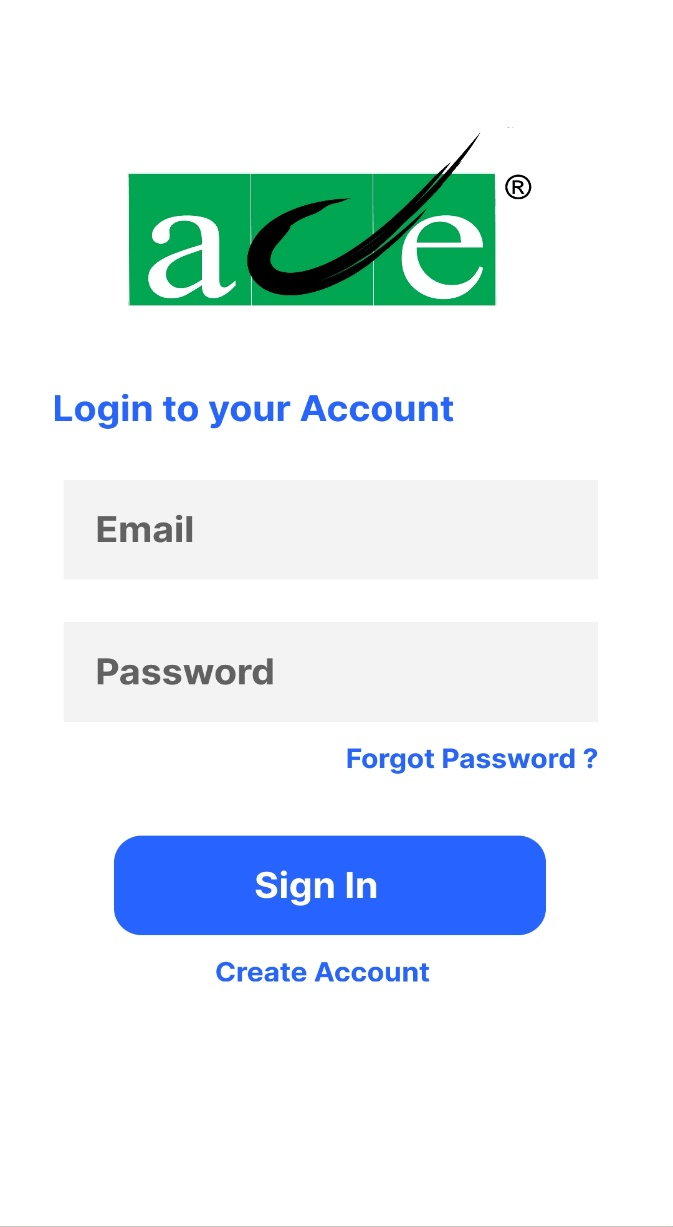 ace®
Login to your Account
Email
Password
Forgot Password ?
Sign In
Create Account